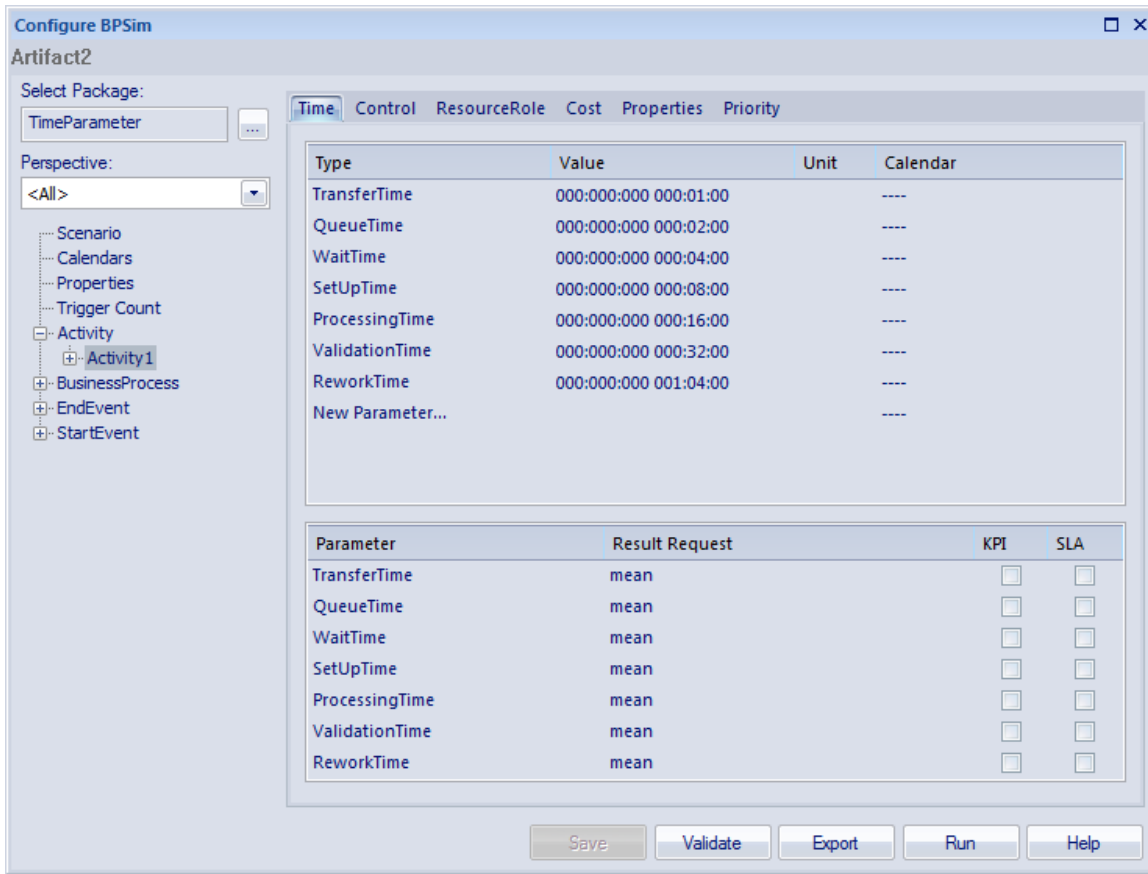 Configure BPSim
Artifact2
Select Package:
TimeParameter
...
Perspective:
<All>
Scenario
Calendars
Properties
Trigger Count
Activity
Activity1
BusinessProcess
EndEvent
StartEvent
Time Control ResourceRole Cost Properties Priority
Type Value Unit Calendar
TransferTime 000:000:000 000:01:00 ----
QueueTime 000:000:000 000:02:00 ----
WaitTime 000:000:000 000:04:00 ----
SetUpTime 000:000:000 000:08:00 ----
ProcessingTime 000:000:000 000:16:00 ----
ValidationTime 000:000:000 000:32:00 ----
ReworkTime 000:000:000 001:04:00 ----
New Parameter... ----
Parameter Result Request KPI SLA
TransferTime mean
QueueTime mean
WaitTime mean
SetUpTime mean
ProcessingTime mean
ValidationTime mean
ReworkTime mean
Save Validate Export Run Help